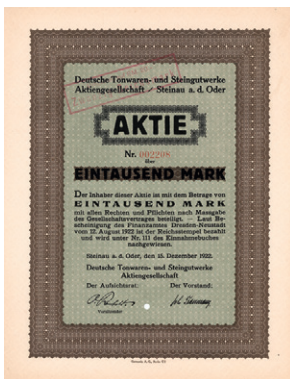 Deutsche Tonwaren- und Steingutwerke
Aktiengesellschaft Steinau a. d. Oder
AKTIE
Nr. 002208
über
EINTAUSEND MARK
Der Inhaber dieser Aktie ist mit dem Betrage von
EINTAUSEND MARK
mit allen Rechten und Pflichten nach Massgabe
des Gesellschaftsvertrages beteiligt. — Laut Be-
scheinigung des Finanzamtes Dresden-Neustadt
vom 12. August 1922 ist der Reichsstempel bezahlt
und wird unter Nr. 111 des Einnahmebuches
nachgewiesen.
Steinau a. d. Oder, den 15. Dezember 1922.
Deutsche Tonwaren- und Steingutwerke
Aktiengesellschaft
Der Aufsichtsrat: Der Vorstand:
Vorsitzender